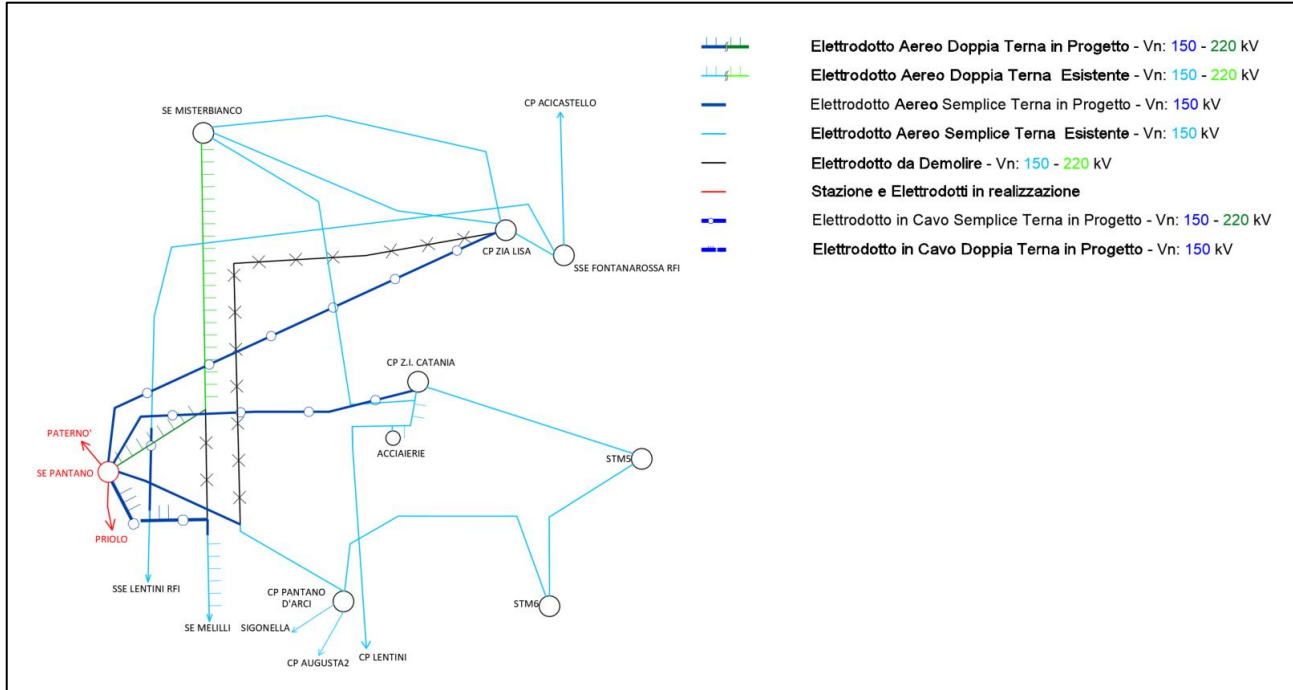 Elettrodotto Aereo Doppia Terna in Progetto - Vn: 150 - 220 kV
Elettrodotto Aereo Doppia Terna Esistente - Vn: 150 - 220 kV
Elettrodotto Aereo Semplice Terna in Progetto - Vn: 150 kV
Elettrodotto Aereo Semplice Terna Esistente - Vn: 150 kV
Elettrodotto da Demolire - Vn: 150 - 220 kV
Stazione e Elettrodotti in realizzazione
Elettrodotto in Cavo Semplice Terna in Progetto - Vn: 150 - 220 kV
Elettrodotto in Cavo Doppia Terna in Progetto - Vn: 150 kV
CP ACICASTELLO
SE MISTERBIANCO
CP ZIA LISA
SSE FONTANAROSSA RFI
CP Z.I. CATANIA
PATERNO'
ACCIAIERIE
STM5
SE PANTANO
PRIOLO
SSE LENTINI RFI
CP PANTANO
D'ARCI
STM6
SIGONELLA
SE MELILLI
CP AUGUSTA2
CP LENTINI